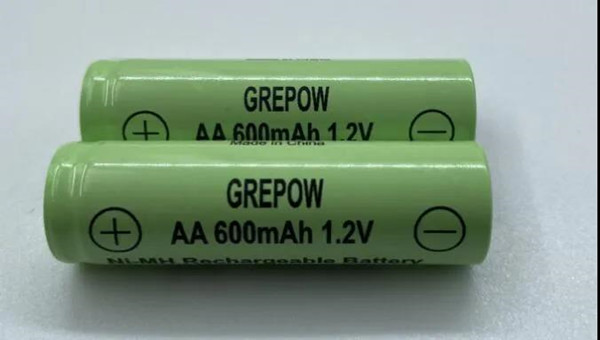 GREPOW
+ AA 600mAh 1.2V −
Made in China
GREPOW
+ AA 600mAh 1.2V −
Ni-MH Rechargeable Battery